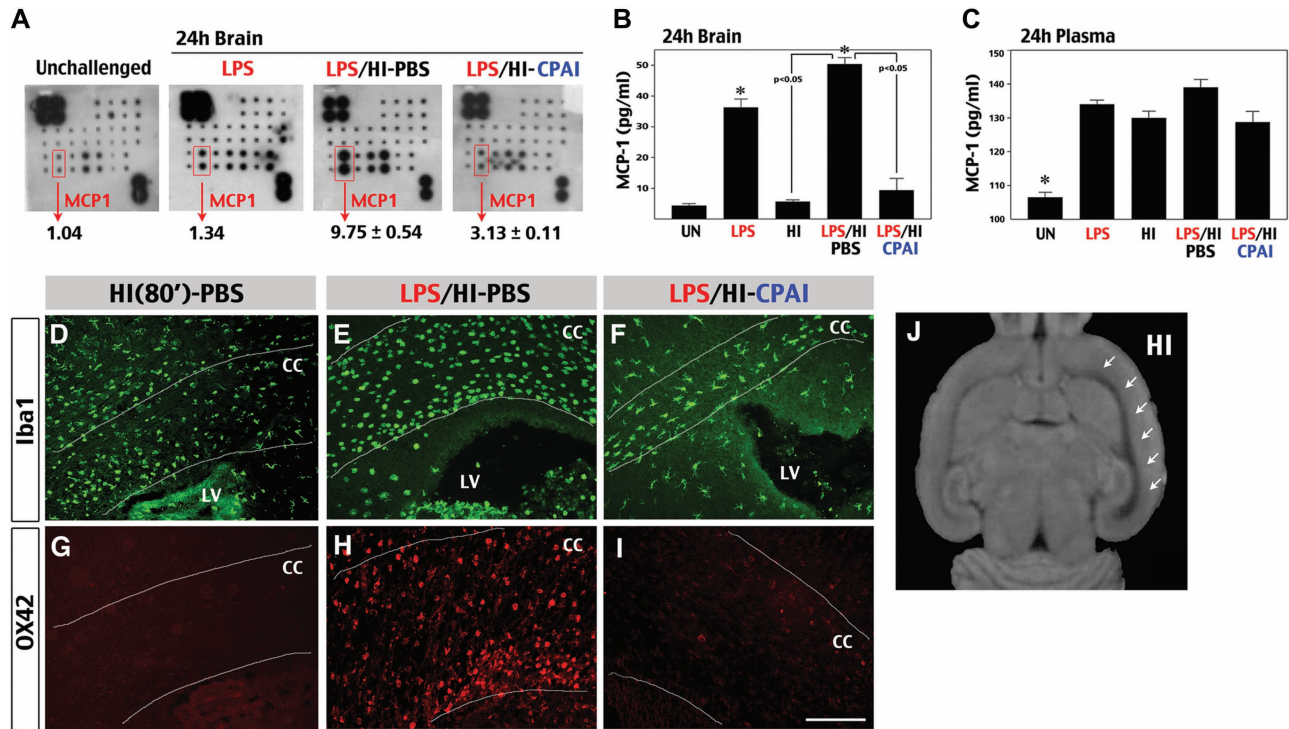 A
24h Brain
Unchallenged
LPS
LPS/HI-PBS
LPS/HI-CPAI
MCP1
MCP1
MCP1
MCP1
1.04
1.34
9.75 ± 0.54
3.13 ± 0.11
B
24h Brain
MCP-1 (pg/ml)
50
40
30
20
10
*
p<0.05
*
p<0.05
UN
LPS
HI
LPS/HI
PBS
LPS/HI
CPAI
C
24h Plasma
MCP-1 (pg/ml)
150
140
130
120
110
100
*
UN
LPS
HI
LPS/HI
PBS
LPS/HI
CPAI
HI(80')-PBS
LPS/HI-PBS
LPS/HI-CPAI
Iba1
D
CC
LV
E
CC
LV
F
CC
LV
OX42
G
CC
H
CC
I
CC
J
HI